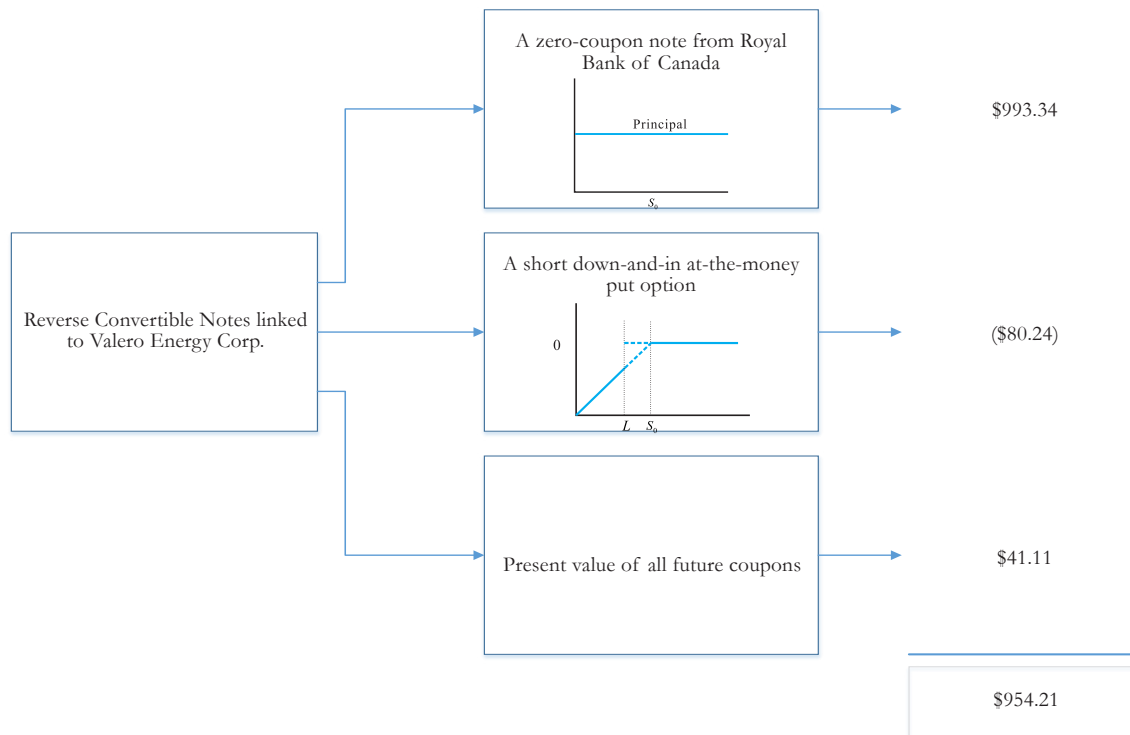 A zero-coupon note from Royal
Bank of Canada
Principal
S₀
$993.34
Reverse Convertible Notes linked
to Valero Energy Corp.
A short down-and-in at-the-money
put option
0
L S₀
($80.24)
Present value of all future coupons
$41.11
$954.21